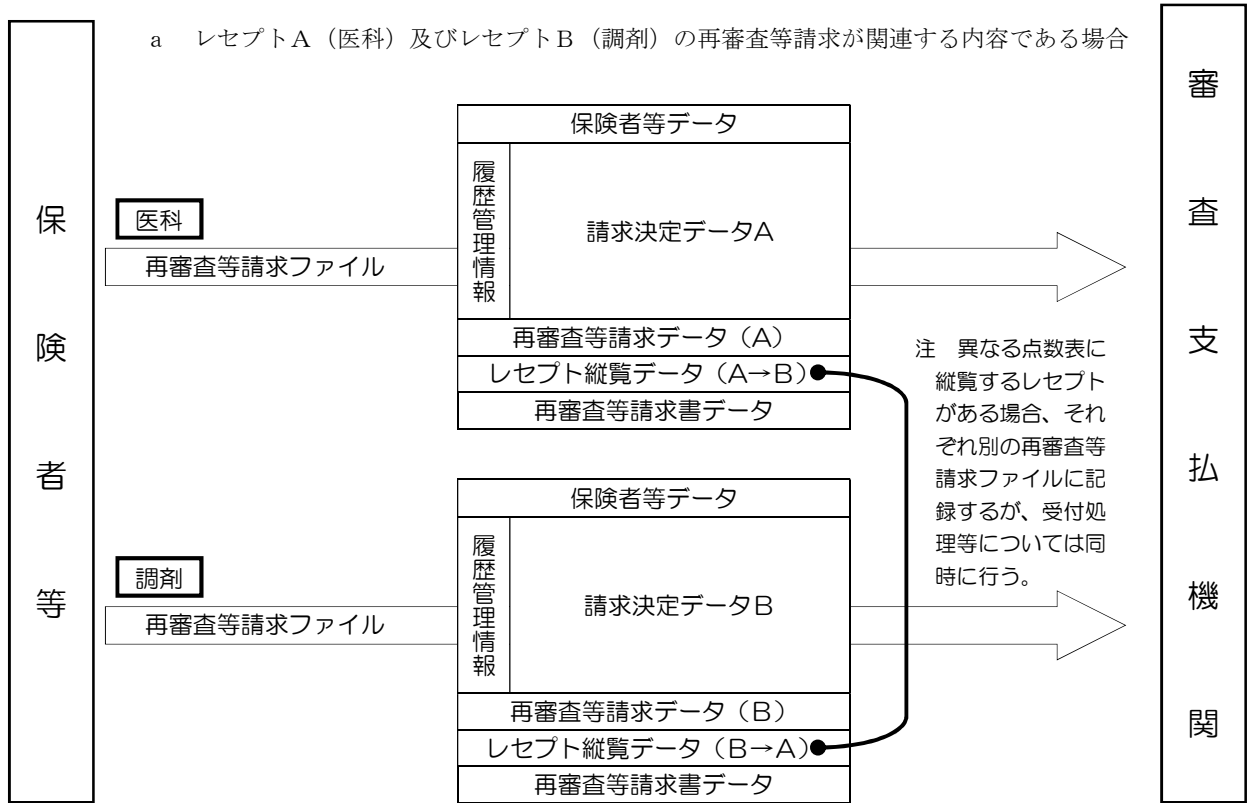 a　レセプトA（医科）及びレセプトB（調剤）の再審査等請求が関連する内容である場合
保険者等
医科
再審査等請求ファイル
保険者等データ
履歴管理情報
請求決定データA
再審査等請求データ（A）
レセプト縦覧データ（A→B）
再審査等請求書データ
注　異なる点数表に
縦覧するレセプト
がある場合、それ
ぞれ別の再審査等
請求ファイルに記
録するが、受付処
理等については同
時に行う。
調剤
再審査等請求ファイル
保険者等データ
履歴管理情報
請求決定データB
再審査等請求データ（B）
レセプト縦覧データ（B→A）
再審査等請求書データ
審査支払機関